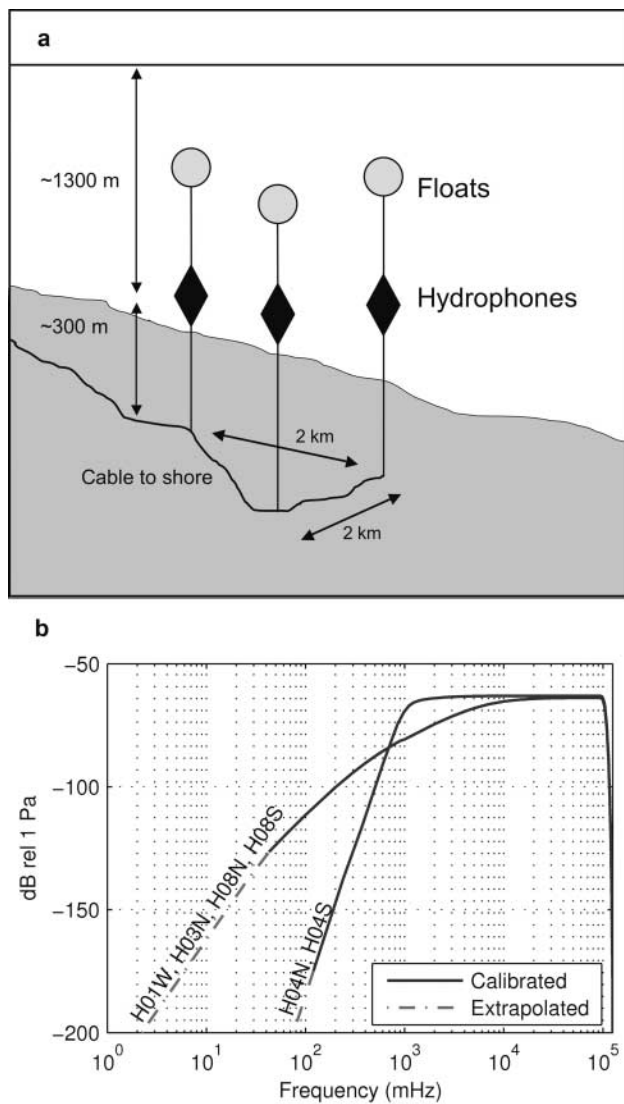 a
~1300 m
Floats
Hydrophones
~300 m
2 km
Cable to shore
2 km
b
−50
−100
−150
−200
dB rel 1 Pa
H01W, H03N, H08N, H08S
H04N, H04S
Calibrated
Extrapolated
10^0
10^1
10^2
10^3
10^4
10^5
Frequency (mHz)